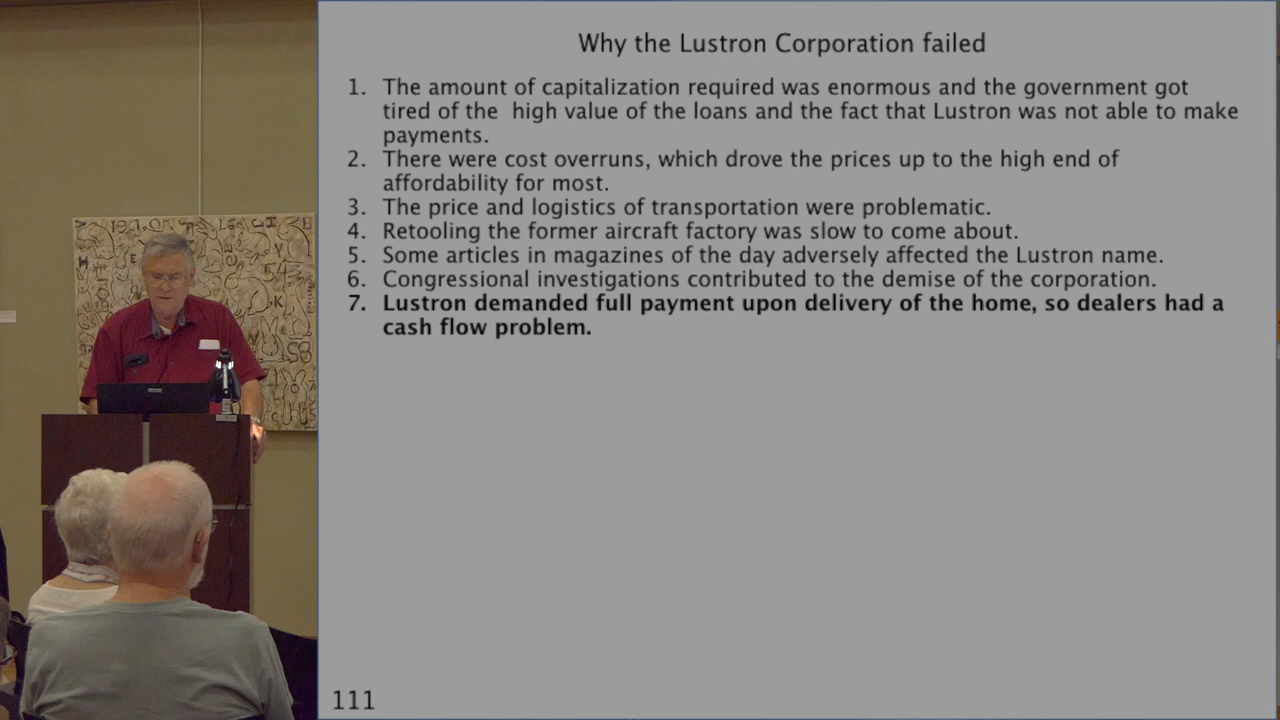 Why the Lustron Corporation failed
1. The amount of capitalization required was enormous and the government got
tired of the  high value of the loans and the fact that Lustron was not able to make
payments.
2. There were cost overruns, which drove the prices up to the high end of
affordability for most.
3. The price and logistics of transportation were problematic.
4. Retooling the former aircraft factory was slow to come about.
5. Some articles in magazines of the day adversely affected the Lustron name.
6. Congressional investigations contributed to the demise of the corporation.
7. Lustron demanded full payment upon delivery of the home, so dealers had a
cash flow problem.
111